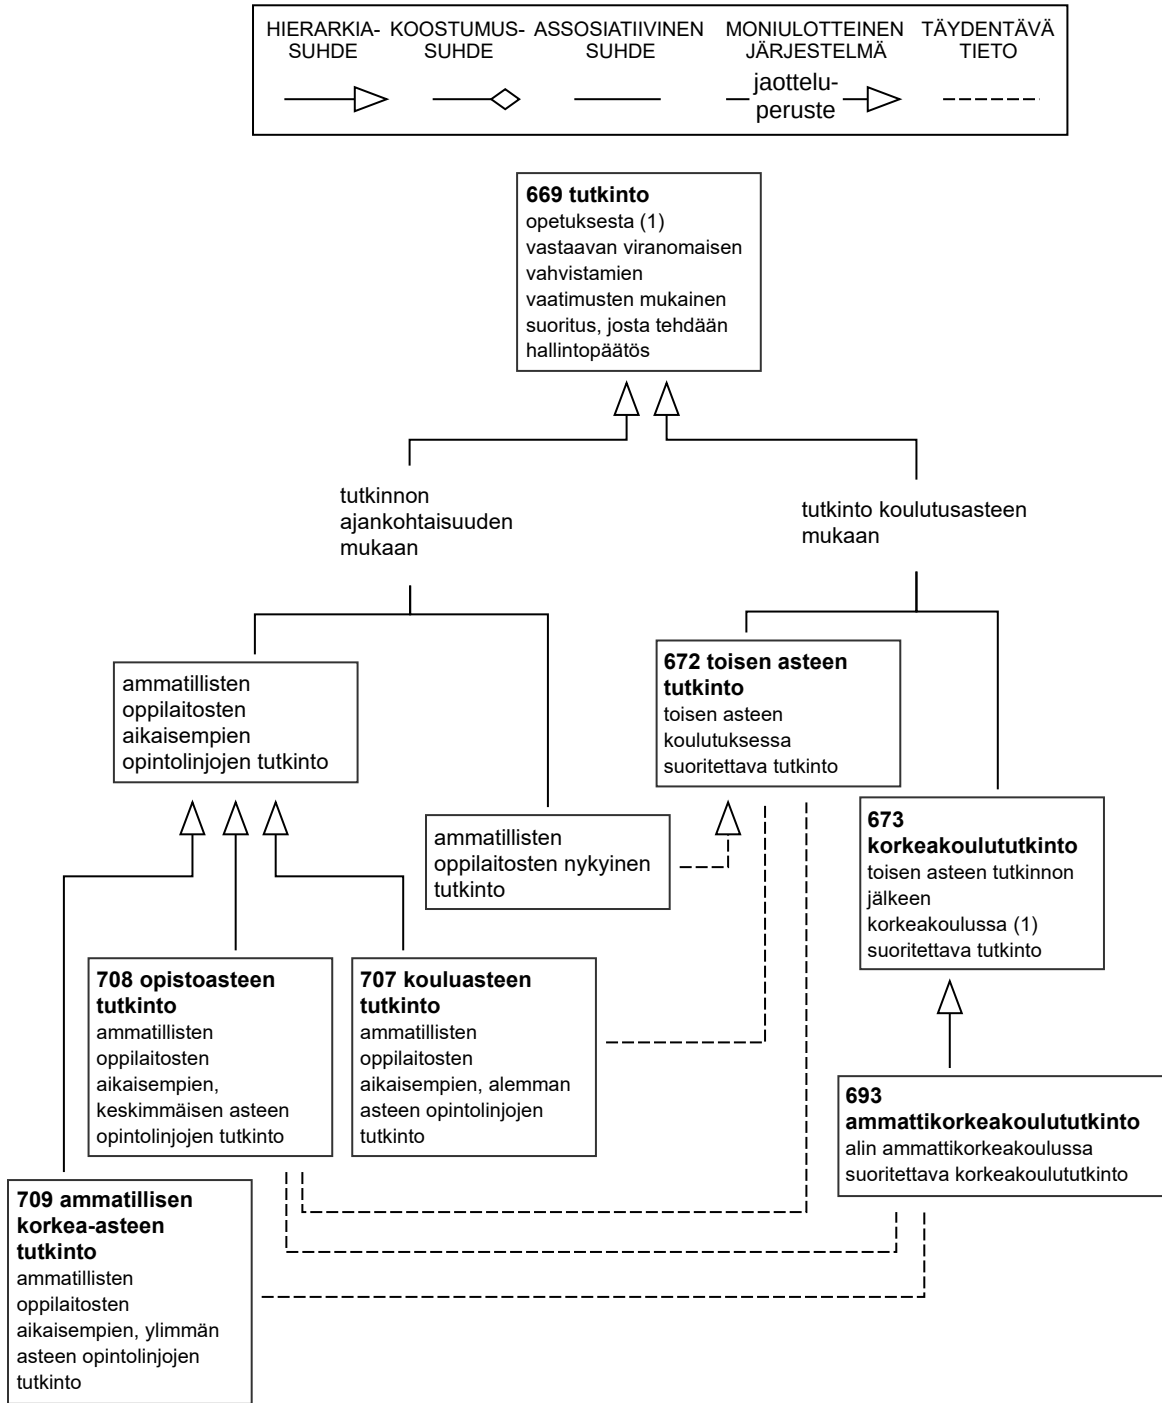 HIERARKIA-
SUHDE
KOOSTUMUS-
SUHDE
ASSOSIATIIVINEN
SUHDE
MONIULOTTEINEN
JÄRJESTELMÄ
TÄYDENTÄVÄ
TIETO
jaottelu-
peruste
669 tutkinto
opetuksesta (1)
vastaavan viranomaisen
vahvistamien
vaatimusten mukainen
suoritus, josta tehdään
hallintopäätös
tutkinnon
ajankohtaisuuden
mukaan
tutkinto koulutusasteen
mukaan
ammatillisten
oppilaitosten
aikaisempien
opintolinjojen tutkinto
672 toisen asteen
tutkinto
toisen asteen
koulutuksessa
suoritettava tutkinto
ammatillisten
oppilaitosten nykyinen
tutkinto
673
korkeakoulututkinto
toisen asteen tutkinnon
jälkeen
korkeakoulussa (1)
suoritettava tutkinto
708 opistoasteen
tutkinto
ammatillisten
oppilaitosten
aikaisempien,
keskimmäisen asteen
opintolinjojen tutkinto
707 kouluasteen
tutkinto
ammatillisten
oppilaitosten
aikaisempien, alemman
asteen opintolinjojen
tutkinto
693
ammattikorkeakoulututkinto
alin ammattikorkeakoulussa
suoritettava korkeakoulututkinto
709 ammatillisen
korkea-asteen
tutkinto
ammatillisten
oppilaitosten
aikaisempien, ylimmän
asteen opintolinjojen
tutkinto